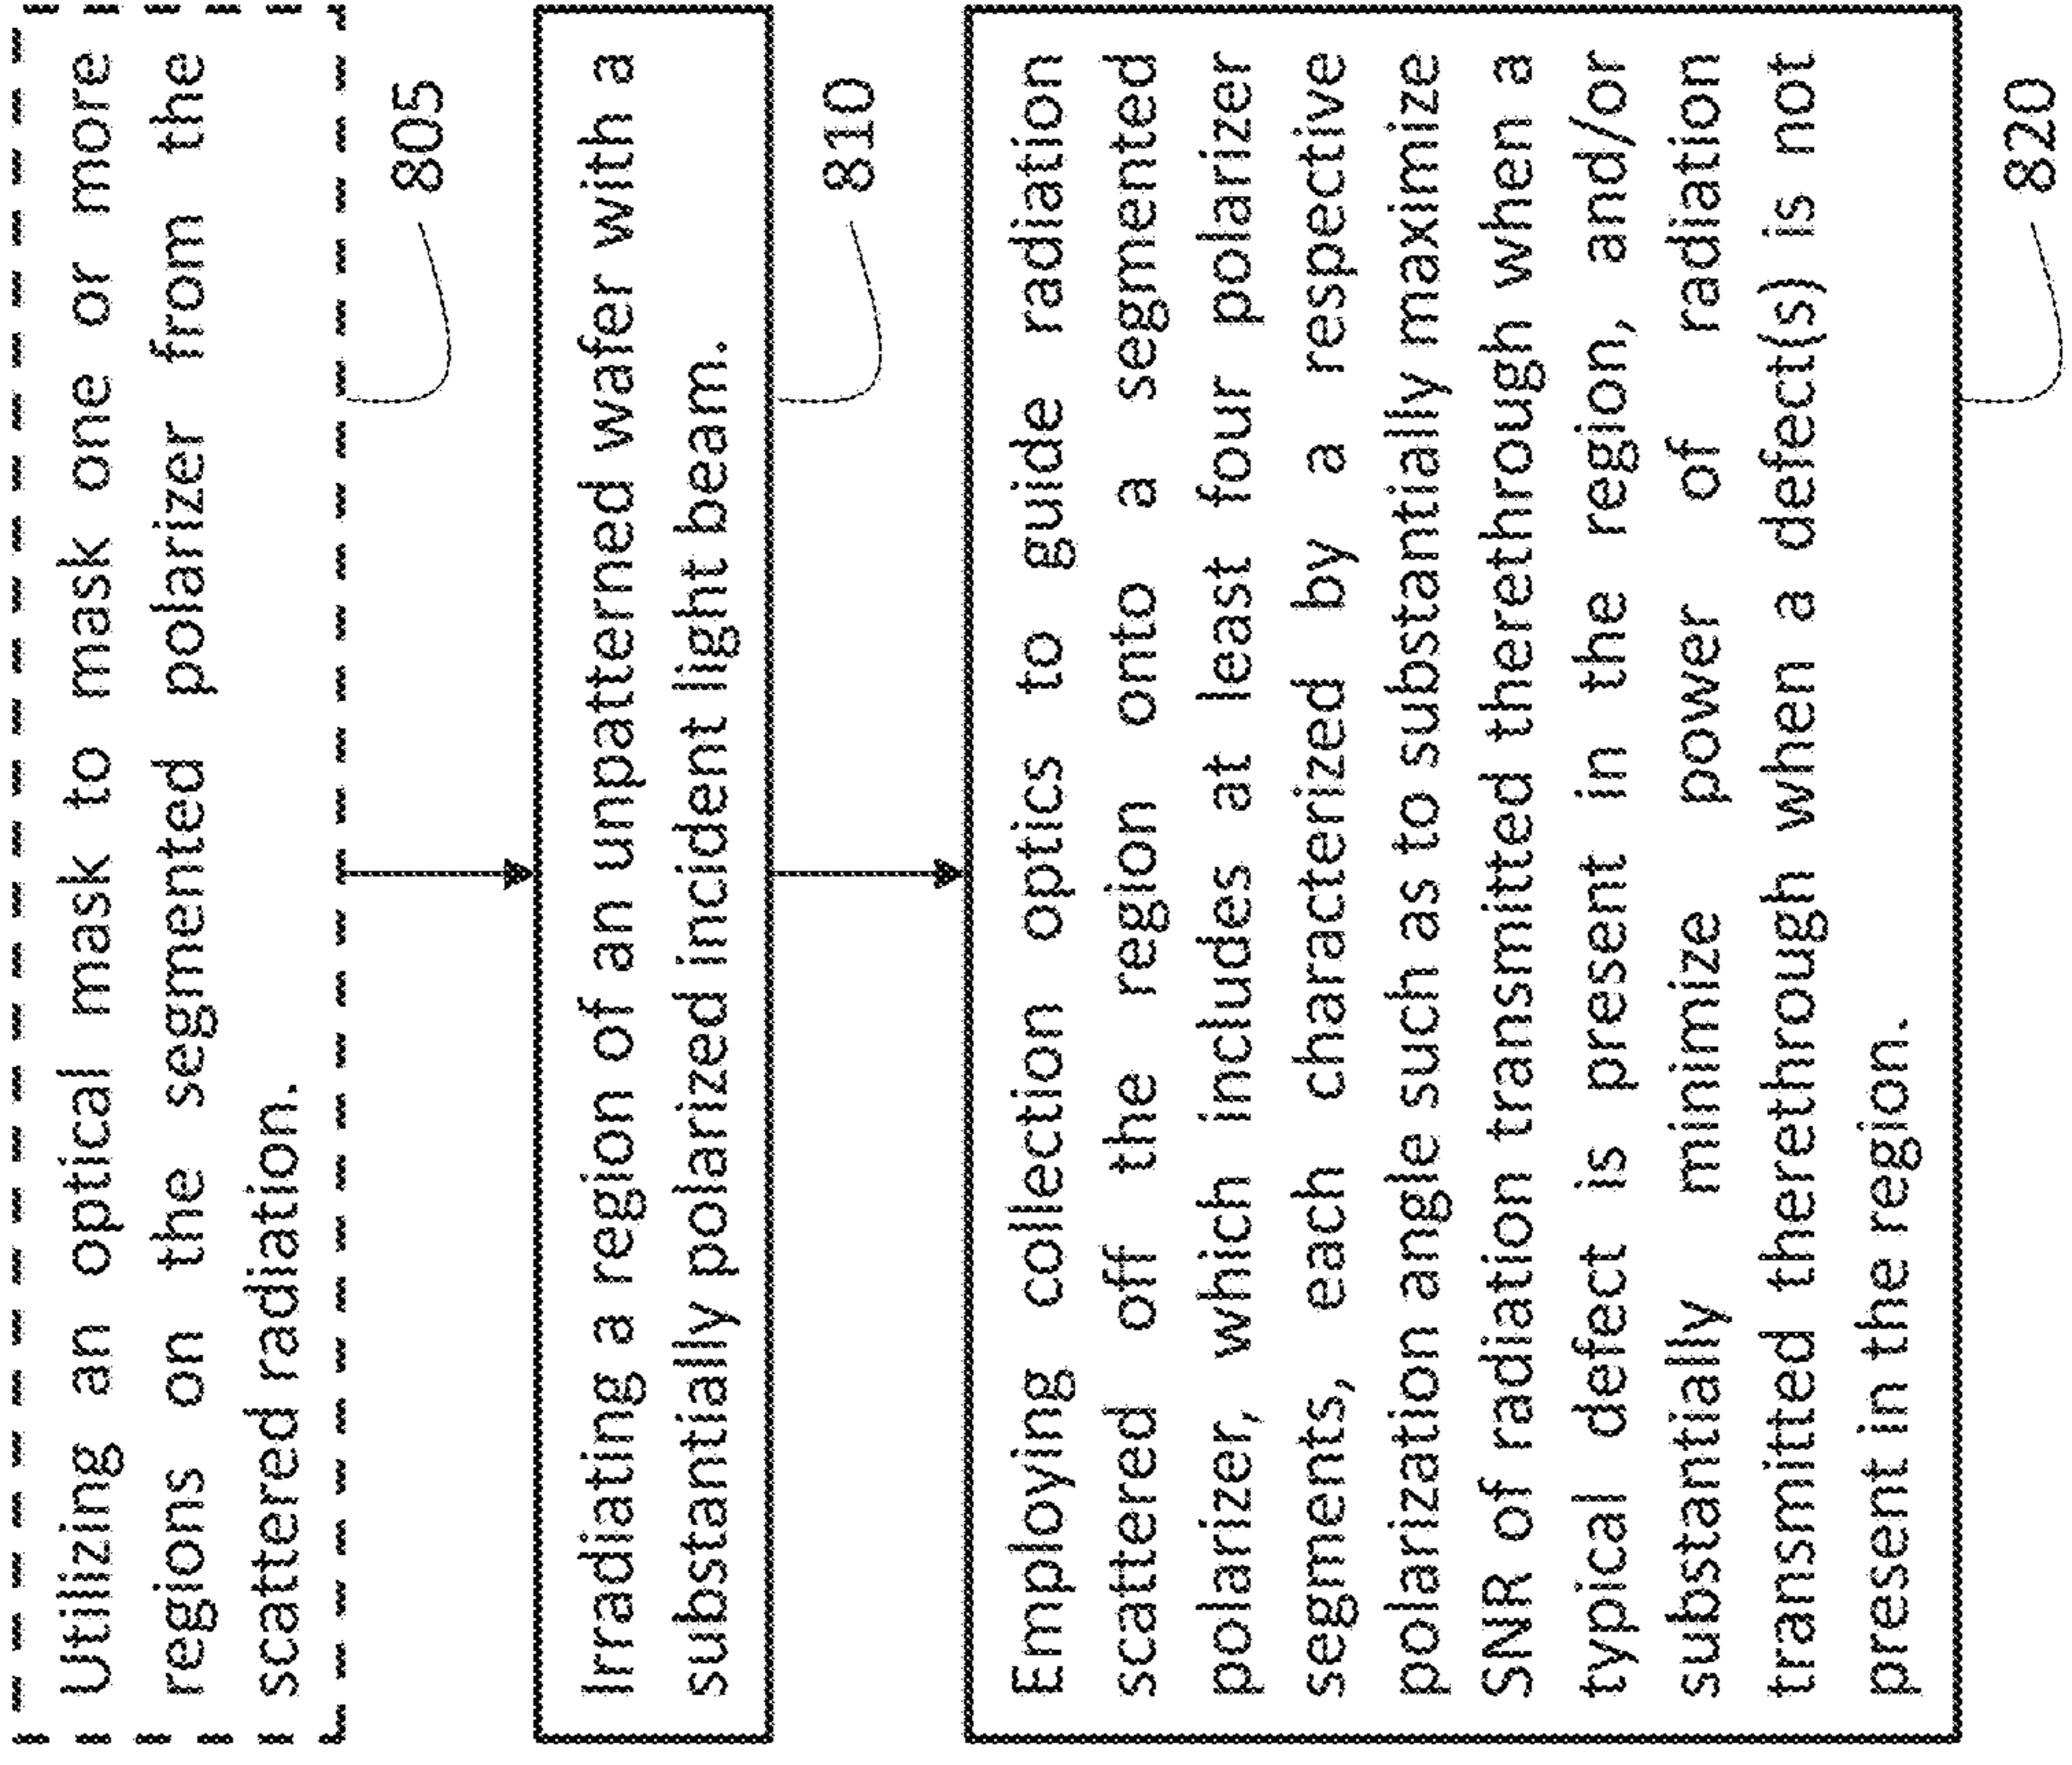 Utilizing an optical mask to mask one or more
regions on the segmented polarizer from the
scattered radiation.
805
Irradiating a region of an unpatterned wafer with a
substantially polarized incident light beam.
810
Employing collection optics to guide radiation
scattered off the region onto a segmented
polarizer, which includes at least four polarizer
segments, each characterized by a respective
polarization angle such as to substantially maximize
SNR of radiation transmitted therethrough when a
typical defect is present in the region, and/or
substantially minimize power of radiation
transmitted therethrough when a defect(s) is not
present in the region.
820